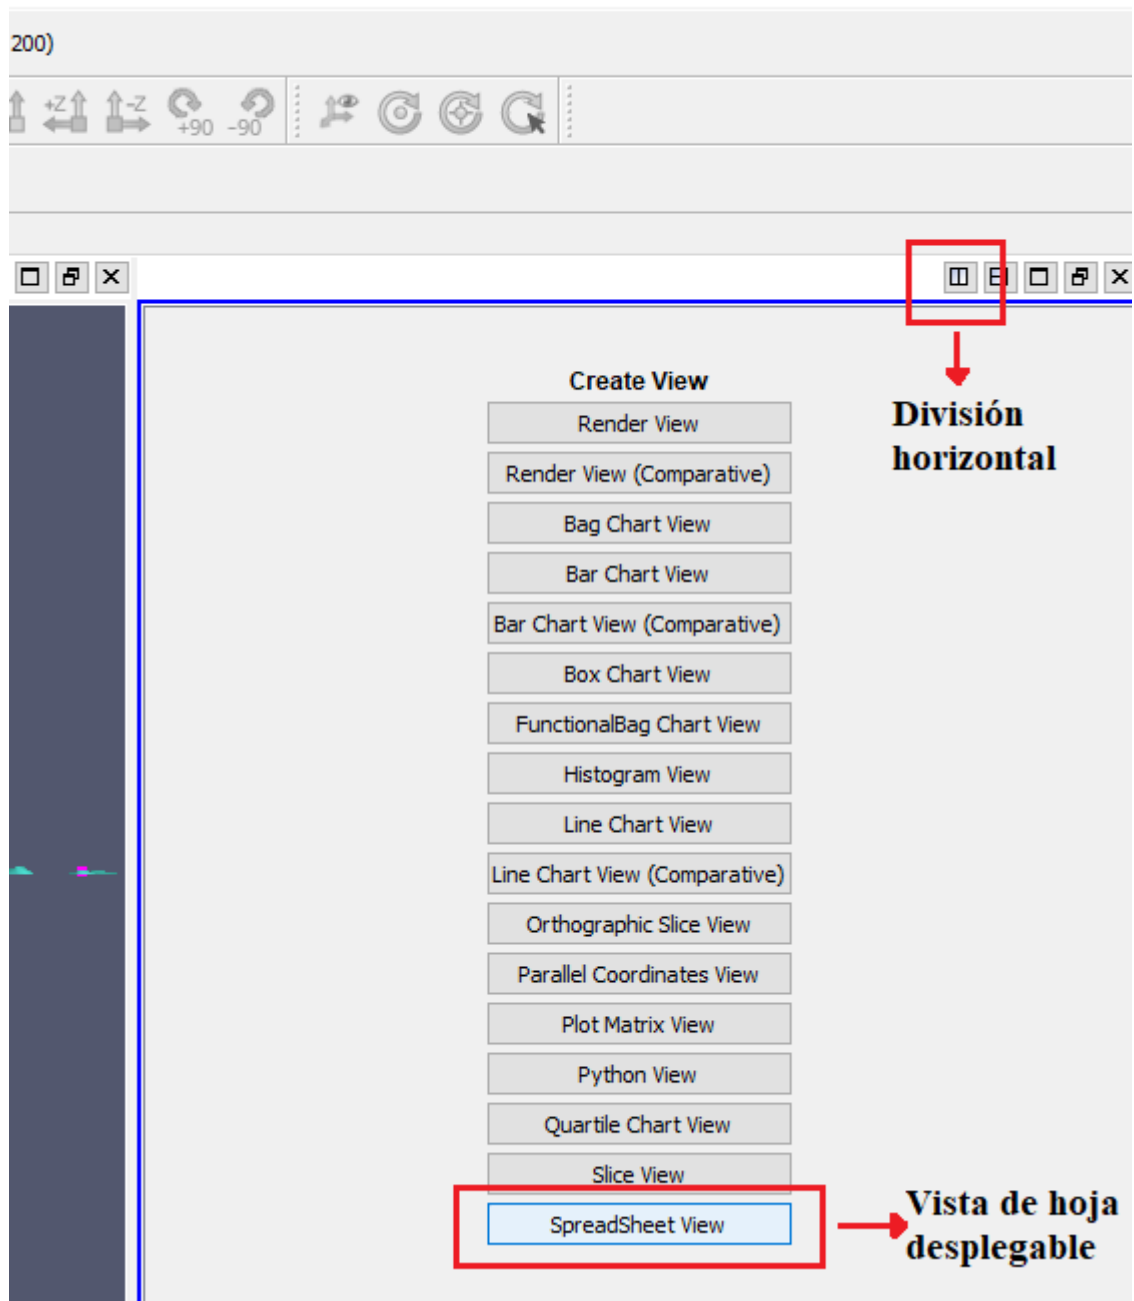 200)
+Z
-Z
+90
-90
Create View
Render View
Render View (Comparative)
Bag Chart View
Bar Chart View
Bar Chart View (Comparative)
Box Chart View
FunctionalBag Chart View
Histogram View
Line Chart View
Line Chart View (Comparative)
Orthographic Slice View
Parallel Coordinates View
Plot Matrix View
Python View
Quartile Chart View
Slice View
SpreadSheet View
División
horizontal
Vista de hoja
desplegable